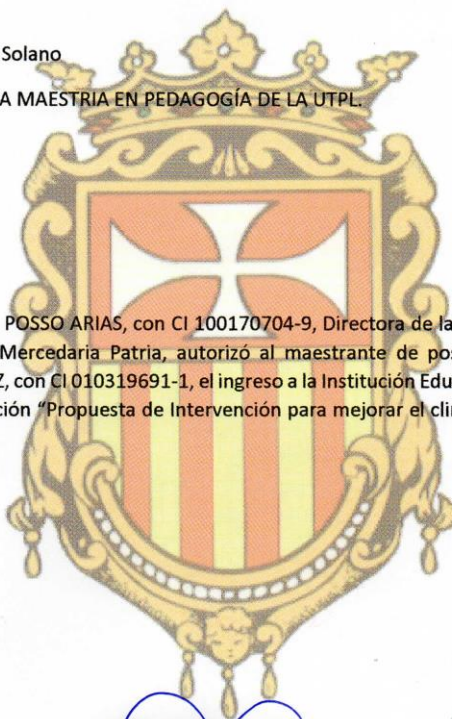 Solano
A MAESTRIA EN PEDAGOGÍA DE LA UTPL.
POSSO ARIAS, con CI 100170704-9, Directora de la
Mercedaria Patria, autorizó al maestrante de pos
Z, con CI 010319691-1, el ingreso a la Institución Edu
ción "Propuesta de Intervención para mejorar el clin